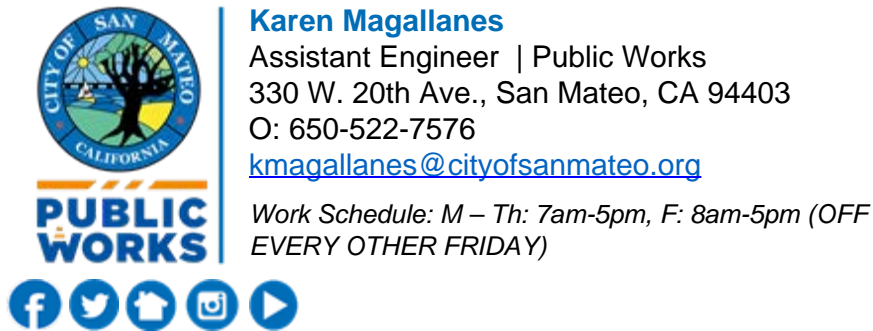 CITY OF SAN MATEO
CALIFORNIA
PUBLIC
WORKS
Karen Magallanes
Assistant Engineer | Public Works
330 W. 20th Ave., San Mateo, CA 94403
O: 650-522-7576
kmagallanes@cityofsanmateo.org
Work Schedule: M – Th: 7am-5pm, F: 8am-5pm (OFF
EVERY OTHER FRIDAY)